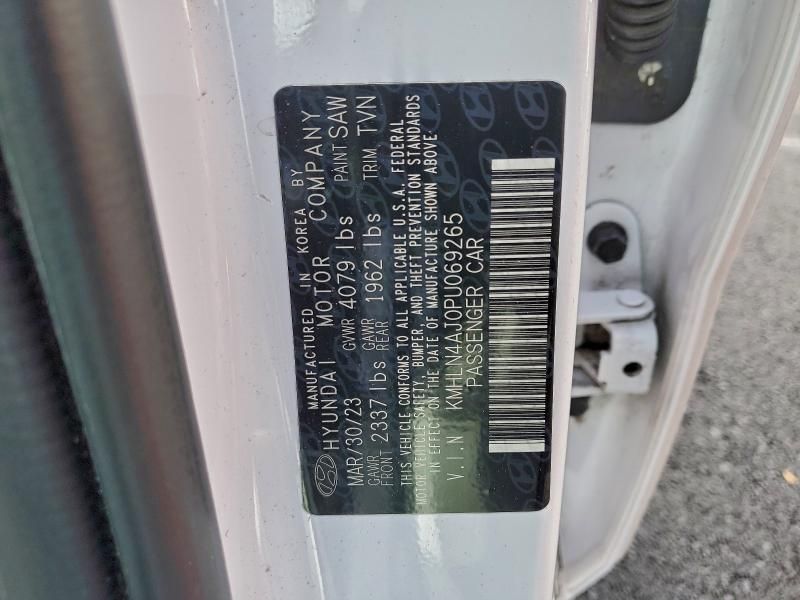 MANUFACTURED IN KOREA BY
HYUNDAI MOTOR COMPANY
MAR/30/23 GVWR 4079 lbs PAINT SAW
GAWR FRONT 2337 lbs GAWR REAR 1962 lbs TRIM TVN
THIS VEHICLE CONFORMS TO ALL APPLICABLE U.S.A. FEDERAL
MOTOR VEHICLE SAFETY, BUMPER, AND THEFT PREVENTION STANDARDS
IN EFFECT ON THE DATE OF MANUFACTURE SHOWN ABOVE.
V.I.N KMHLN4AJ0PU069265
PASSENGER CAR